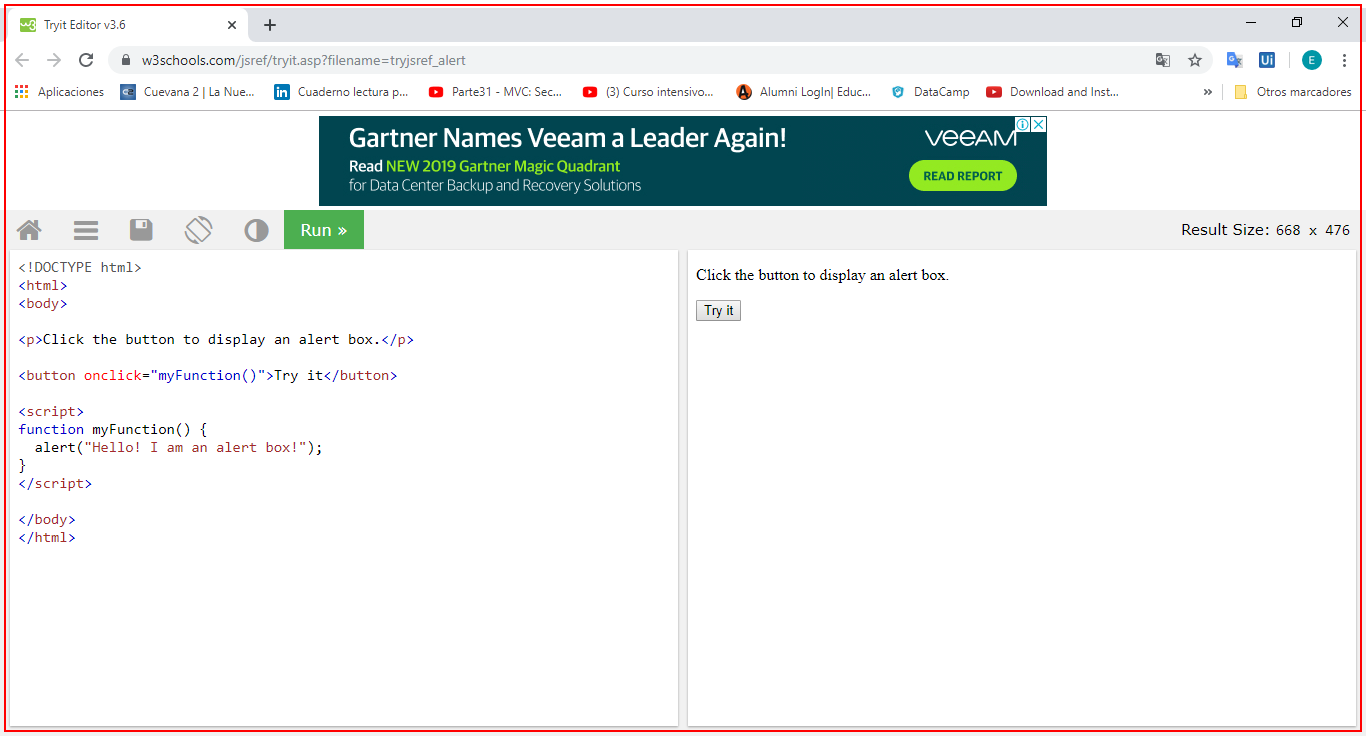 Tryit Editor v3.6
w3schools.com/jsref/tryit.asp?filename=tryjsref_alert
Ui
E
Aplicaciones
Cuevana 2 | La Nue...
Cuaderno lectura p...
Parte31 - MVC: Sec...
(3) Curso intensivo...
Alumni LogIn| Educ...
DataCamp
Download and Inst...
»
Otros marcadores
Gartner Names Veeam a Leader Again!
Read NEW 2019 Gartner Magic Quadrant
for Data Center Backup and Recovery Solutions
VEEAM
READ REPORT
Run »
Result Size: 668 x 476
<!DOCTYPE html>
<html>
<body>
<p>Click the button to display an alert box.</p>
<button onclick="myFunction()">Try it</button>
<script>
function myFunction() {
  alert("Hello! I am an alert box!");
}
</script>
</body>
</html>
Click the button to display an alert box.
Try it